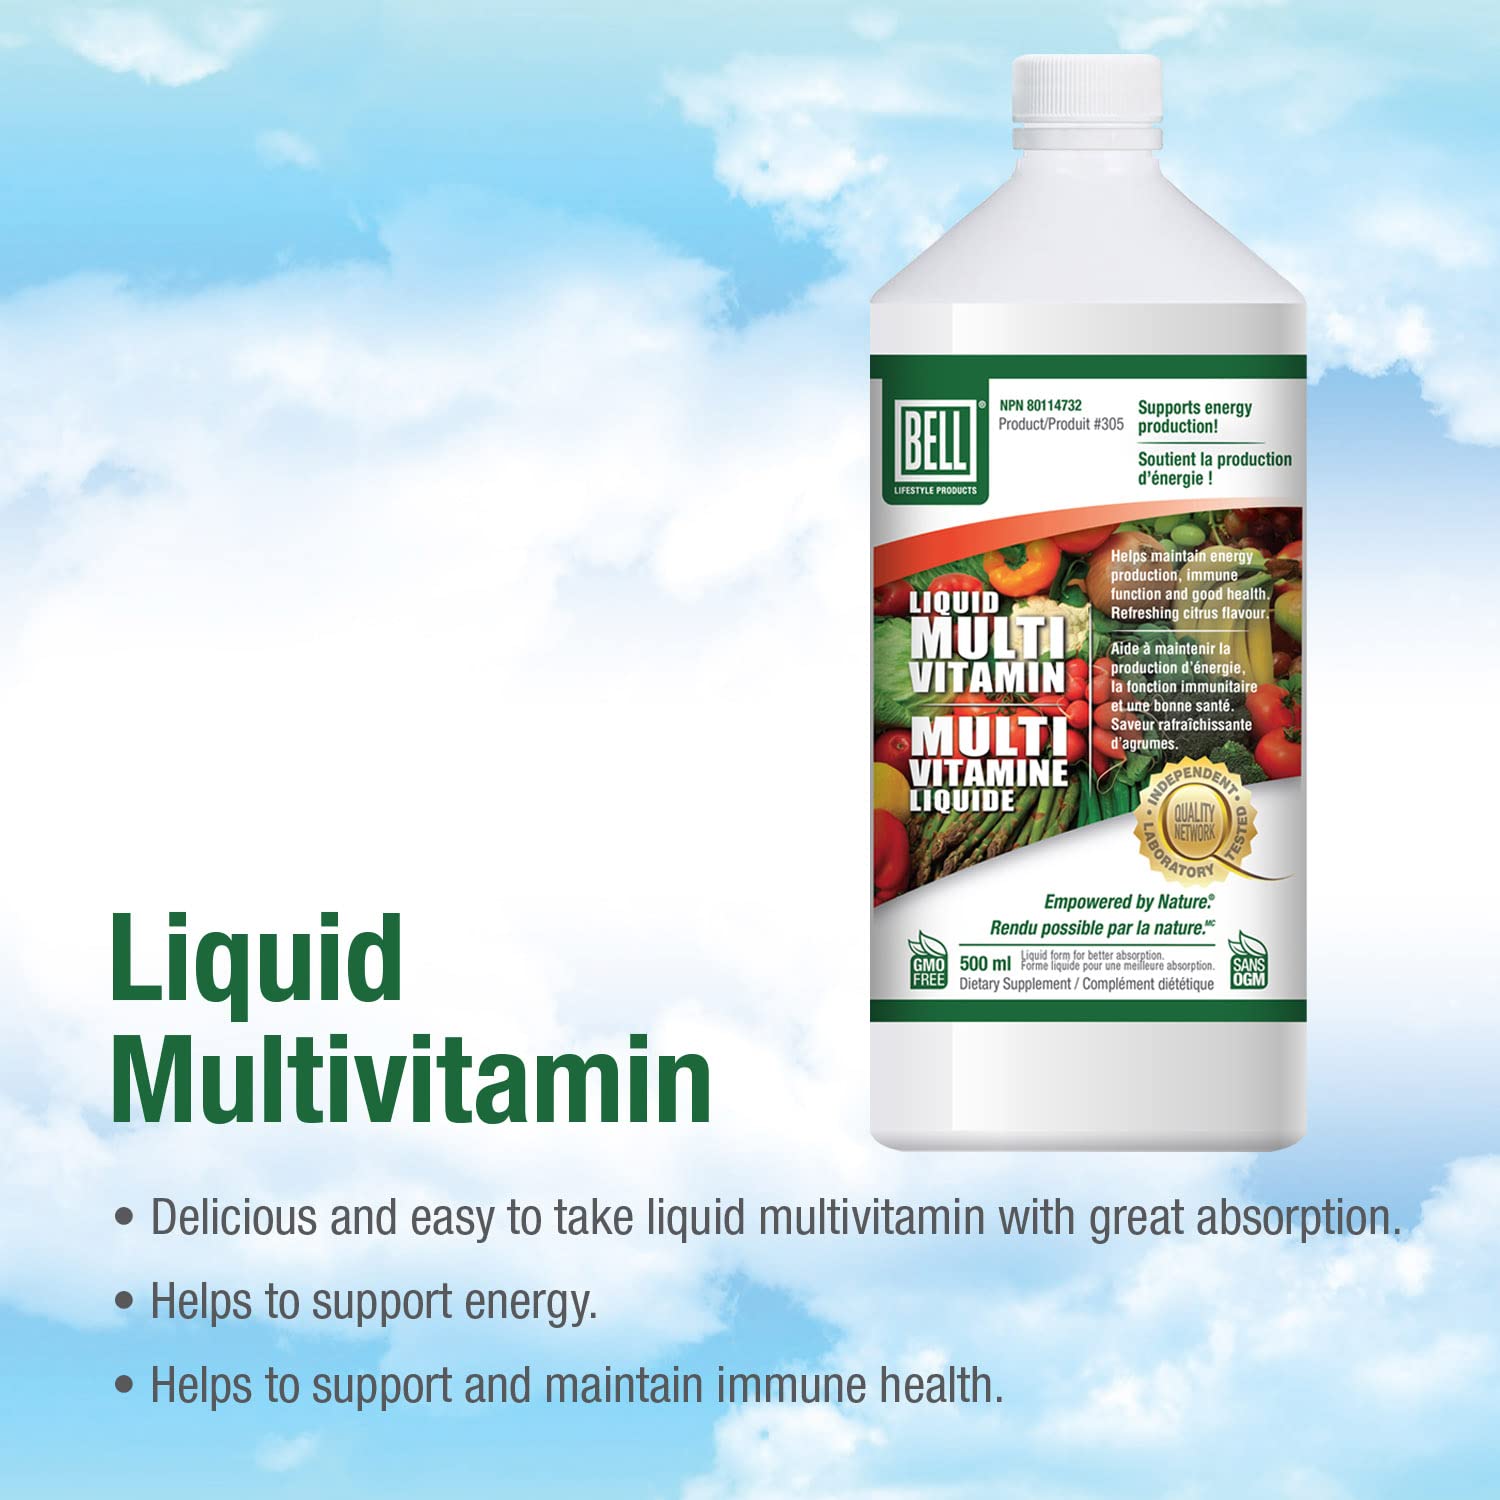 BELL®
LIFESTYLE PRODUCTS
NPN 80114732
Product/Produit #305
Supports energy
production!
Soutient la production
d'énergie !
LIQUID
MULTI
VITAMIN
MULTI
VITAMINE
LIQUIDE
Helps maintain energy
production, immune
function and good health.
Refreshing citrus flavour.
Aide à maintenir la
production d'énergie,
la fonction immunitaire
et une bonne santé.
Saveur rafraîchissante
d'agrumes.
INDEPENDENT
LABORATORY TESTED
QUALITY
NETWORK
Empowered by Nature.®
Rendu possible par la nature.MC
GMO
FREE
500 ml
Liquid form for better absorption.
Forme liquide pour une meilleure absorption.
Dietary Supplement / Complément diététique
SANS
OGM
Liquid
Multivitamin
• Delicious and easy to take liquid multivitamin with great absorption.
• Helps to support energy.
• Helps to support and maintain immune health.